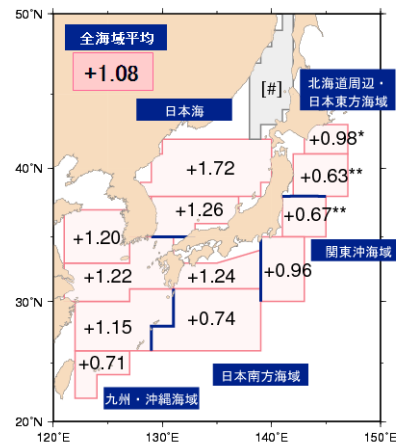 50°N
全海域平均
+1.08
[#]
北海道周辺・
日本東方海域
日本海
+0.98*
40°N
+1.72
+0.63**
+1.26
+0.67**
+1.20
関東沖海域
+1.22
+1.24
+0.96
30°N
+1.15
+0.74
+0.71
日本南方海域
九州・沖縄海域
20°N
120°E
130°E
140°E
150°E